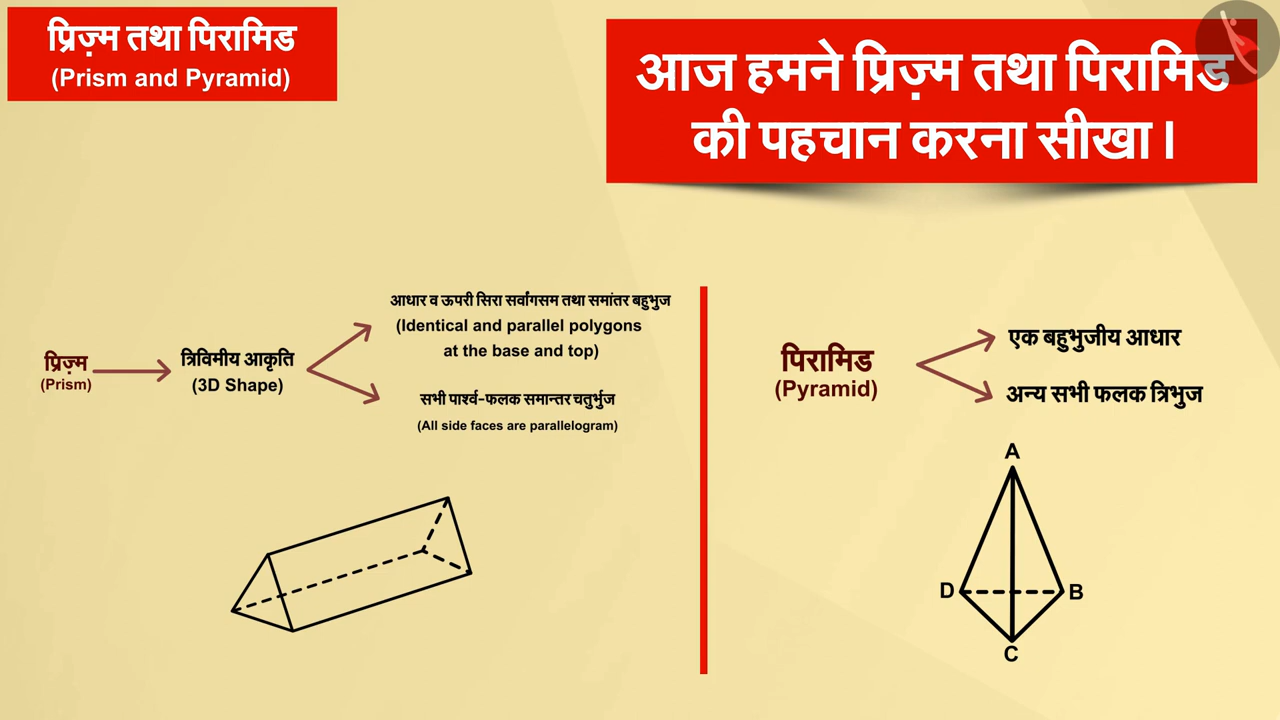 प्रिज़्म तथा पिरामिड
(Prism and Pyramid)
आज हमने प्रिज़्म तथा पिरामिड
की पहचान करना सीखा।
प्रिज़्म
(Prism)
त्रिविमीय आकृति
(3D Shape)
आधार व ऊपरी सिरा सर्वांगसम तथा समांतर बहुभुज
(Identical and parallel polygons
at the base and top)
सभी पार्श्व-फलक समान्तर चतुर्भुज
(All side faces are parallelogram)
पिरामिड
(Pyramid)
एक बहुभुजीय आधार
अन्य सभी फलक त्रिभुज
A
D
B
C